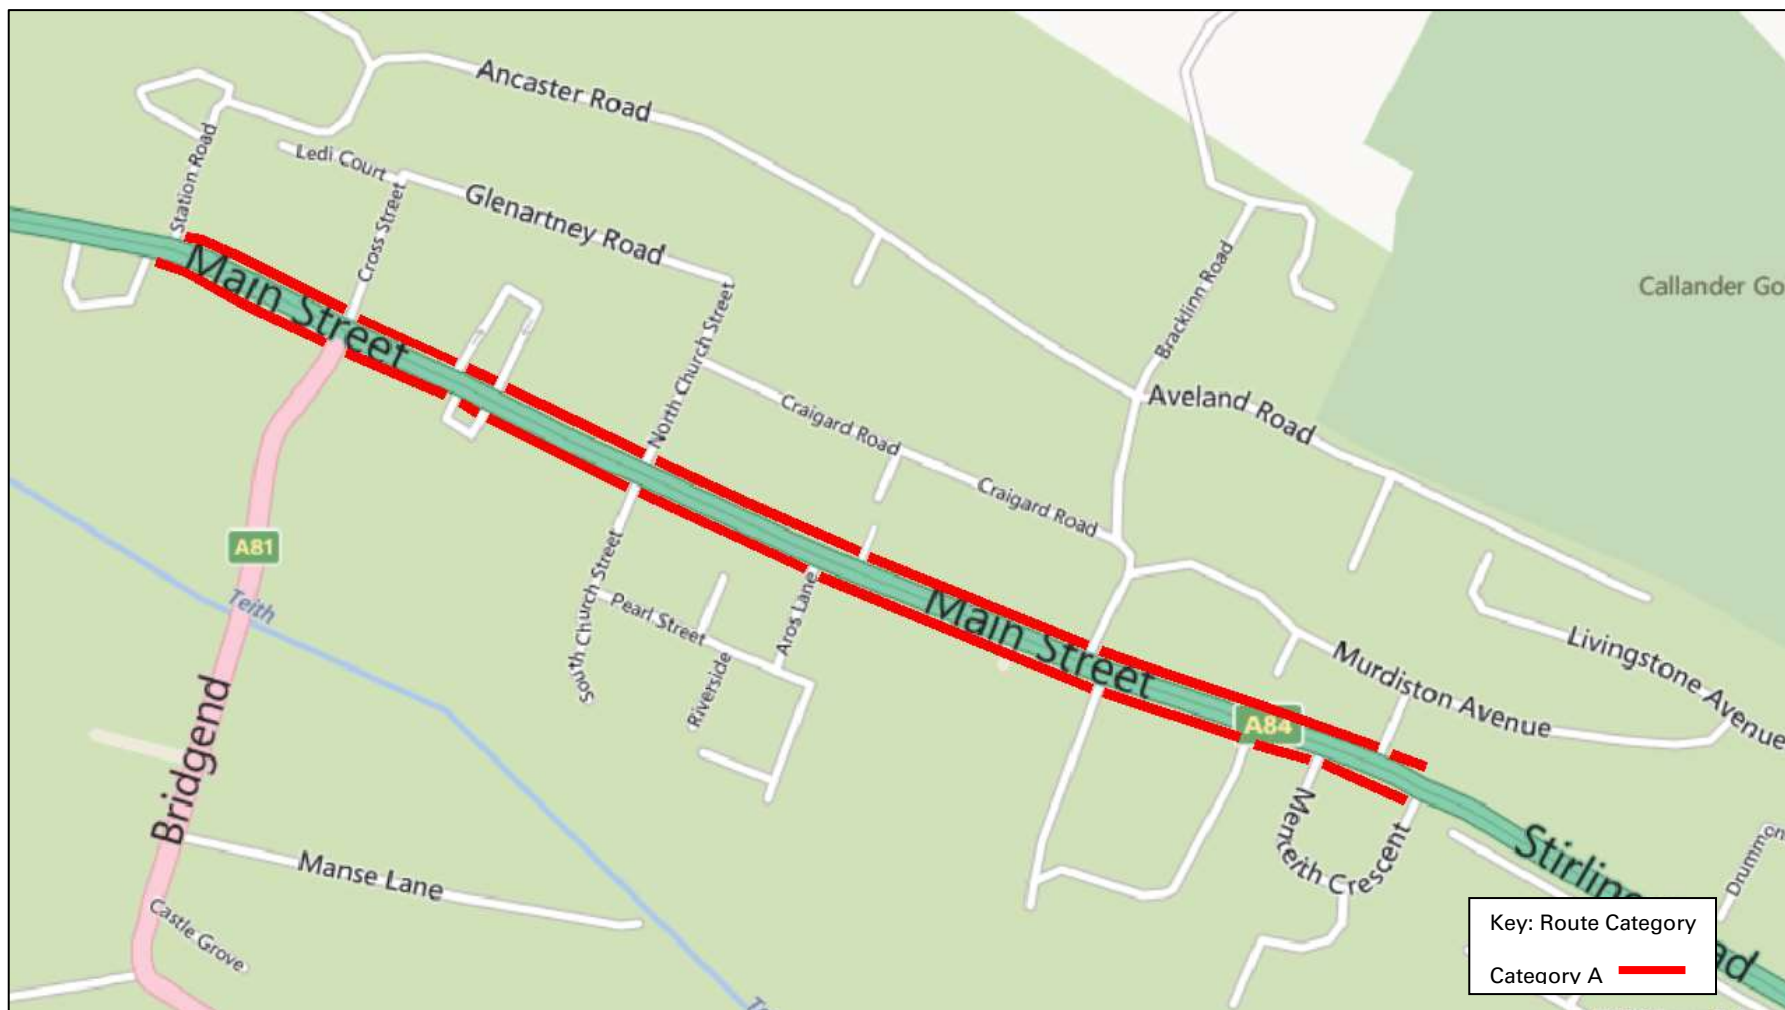 Ancaster Road
Station Road
Ledi Court
Cross Street
Glenartney Road
Main Street
North Church Street
Bracklinn Road
Callander Go
Aveland Road
Craigard Road
Craigard Road
A81
Teith
South Church Street
Pearl Street
Riverside
Aros Lane
Main Street
A84
Murdiston Avenue
Livingstone Avenue
Bridgend
Menteith Crescent
Manse Lane
Castle Grove
Stirling
ad
Key: Route Category
Category A